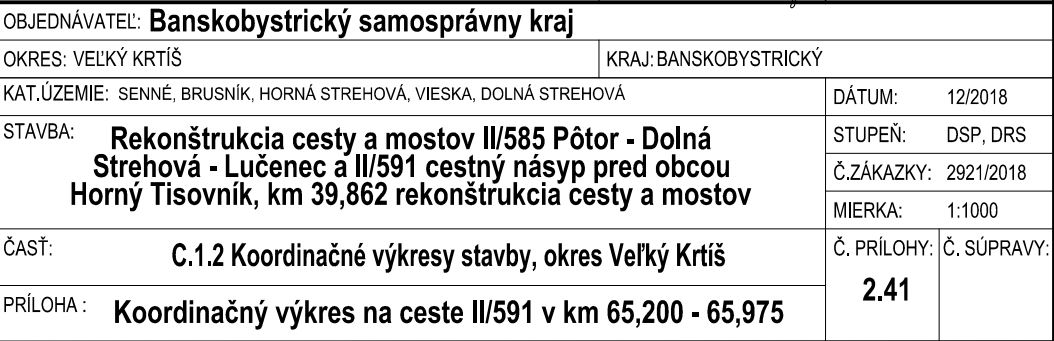 OBJEDNÁVATEĽ: Banskobystrický samosprávny kraj
OKRES: VEĽKÝ KRTÍŠ KRAJ: BANSKOBYSTRICKÝ
KAT.ÚZEMIE: SENNÉ, BRUSNÍK, HORNÁ STREHOVÁ, VIESKA, DOLNÁ STREHOVÁ
DÁTUM: 12/2018
STAVBA: Rekonštrukcia cesty a mostov II/585 Pôtor - Dolná
Strehová - Lučenec a II/591 cestný násyp pred obcou
Horný Tisovník, km 39,862 rekonštrukcia cesty a mostov
STUPEŇ: DSP, DRS
Č.ZÁKAZKY: 2921/2018
MIERKA: 1:1000
ČASŤ: C.1.2 Koordinačné výkresy stavby, okres Veľký Krtíš
Č. PRÍLOHY: Č. SÚPRAVY:
2.41
PRÍLOHA : Koordinačný výkres na ceste II/591 v km 65,200 - 65,975